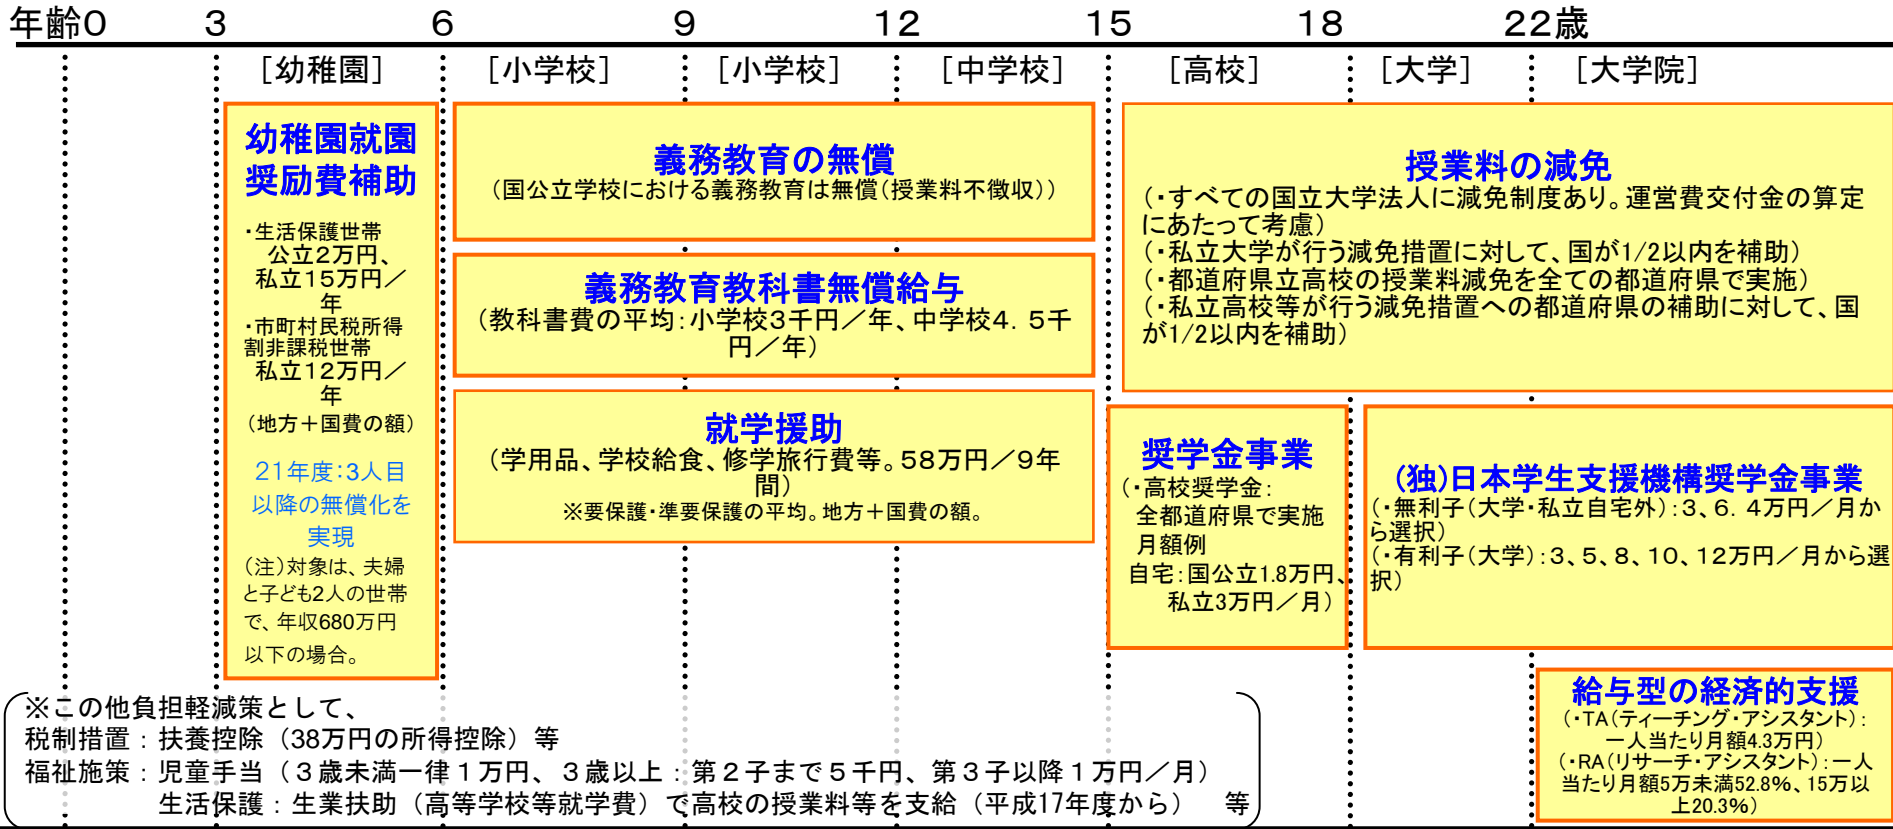 年齢0 3 6 9 12 15 18 22歳
［幼稚園］ ［小学校］ ［小学校］ ［中学校］ ［高校］ ［大学］ ［大学院］
幼稚園就園
奨励費補助
・生活保護世帯
公立2万円、
私立15万円／
年
・市町村民税所得
割非課税世帯
私立12万円／
年
（地方＋国費の額）
21年度：3人目
以降の無償化を
実現
（注）対象は、夫婦
と子ども2人の世帯
で、年収680万円
以下の場合。
義務教育の無償
（国公立学校における義務教育は無償（授業料不徴収））
義務教育教科書無償給与
（教科書費の平均：小学校3千円／年、中学校4．5千
円／年）
就学援助
（学用品、学校給食、修学旅行費等。58万円／9年
間）
※要保護・準要保護の平均。地方＋国費の額。
授業料の減免
（・すべての国立大学法人に減免制度あり。運営費交付金の算定
にあたって考慮）
（・私立大学が行う減免措置に対して、国が1/2以内を補助）
（・都道府県立高校の授業料減免を全ての都道府県で実施）
（・私立高校等が行う減免措置への都道府県の補助に対して、国
が1/2以内を補助）
奨学金事業
（・高校奨学金：
全都道府県で実施
月額例
自宅：国公立1.8万円、
私立3万円／月）
(独)日本学生支援機構奨学金事業
（・無利子（大学・私立自宅外）：3、6．4万円／月か
ら選択）
（・有利子（大学）：3、5、8、10、12万円／月から選
択）
給与型の経済的支援
（・TA（ティーチング・アシスタント）：
一人当たり月額4.3万円）
（・RA（リサーチ・アシスタント）：一人
当たり月額5万未満52.8%、15万以
上20.3%）
※この他負担軽減策として、
税制措置：扶養控除（38万円の所得控除）等
福祉施策：児童手当（３歳未満一律１万円、３歳以上：第２子まで５千円、第３子以降１万円／月）
生活保護：生業扶助（高等学校等就学費）で高校の授業料等を支給（平成17年度から） 等